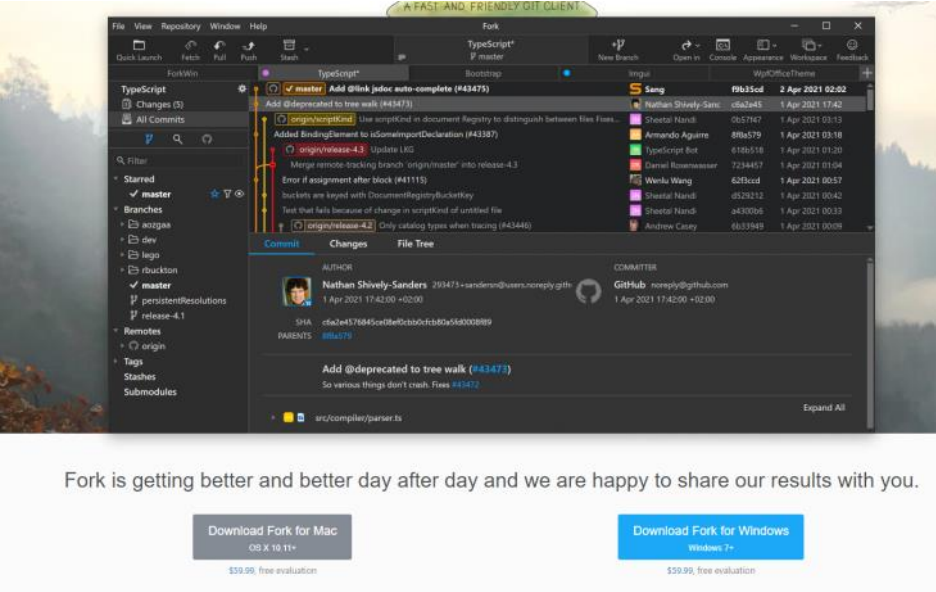 A FAST AND FRIENDLY GIT CLIENT
File View Repository Window Help Fork
Quick Launch Fetch Pull Push Stash TypeScript* master New Branch Open in Console Appearance Workspace Feedback
ForkWin TypeScript* Bootstrap imgui WpfOfficeTheme
TypeScript
Changes (5)
All Commits
Filter
Starred
master
Branches
aozgaa
dev
lego
rbuckton
master
persistentResolutions
release-4.1
Remotes
origin
Tags
Stashes
Submodules
master Add @link jsdoc auto-complete (#43475) Sang f9b35cd 2 Apr 2021 02:02
Add @deprecated to tree walk (#43473) Nathan Shively-Sanc c6a2e45 1 Apr 2021 17:42
origin/scriptKind Use scriptKind in document Registry to distinguish between files Fixes... Sheetal Nandi 0b57f47 1 Apr 2021 03:13
Added BindingElement to isSomeImportDeclaration (#43387) Armando Aguirre 8f8a579 1 Apr 2021 03:18
origin/release-4.3 Update LKG TypeScript Bot 618b518 1 Apr 2021 01:20
Merge remote-tracking branch 'origin/master' into release-4.3 Daniel Rosenwasser 7234457 1 Apr 2021 01:04
Error if assignment after block (#41115) Wenlu Wang 62f3ccd 1 Apr 2021 00:57
buckets are keyed with DocumentRegistryBucketKey Sheetal Nandi d529212 1 Apr 2021 00:42
Test that fails because of change in scriptKind of untitled file Sheetal Nandi a4300b6 1 Apr 2021 00:33
origin/release-4.2 Only catalog types when tracing (#43446) Andrew Casey 6b33949 1 Apr 2021 00:09
Commit Changes File Tree
AUTHOR COMMITTER
Nathan Shively-Sanders 293473+sandersn@users.noreply.gith GitHub noreply@github.com
1 Apr 2021 17:42:00 +02:00 1 Apr 2021 17:42:00 +02:00
SHA
PARENTS 8f8a579
Add @deprecated to tree walk (#43473)
So various things don't crash. Fixes #43472
Expand All
src/compiler/parser.ts
Fork is getting better and better day after day and we are happy to share our results with you.
Download Fork for Mac
OS X 10.11+
$59.99, free evaluation
Download Fork for Windows
Windows 7+
$59.99, free evaluation